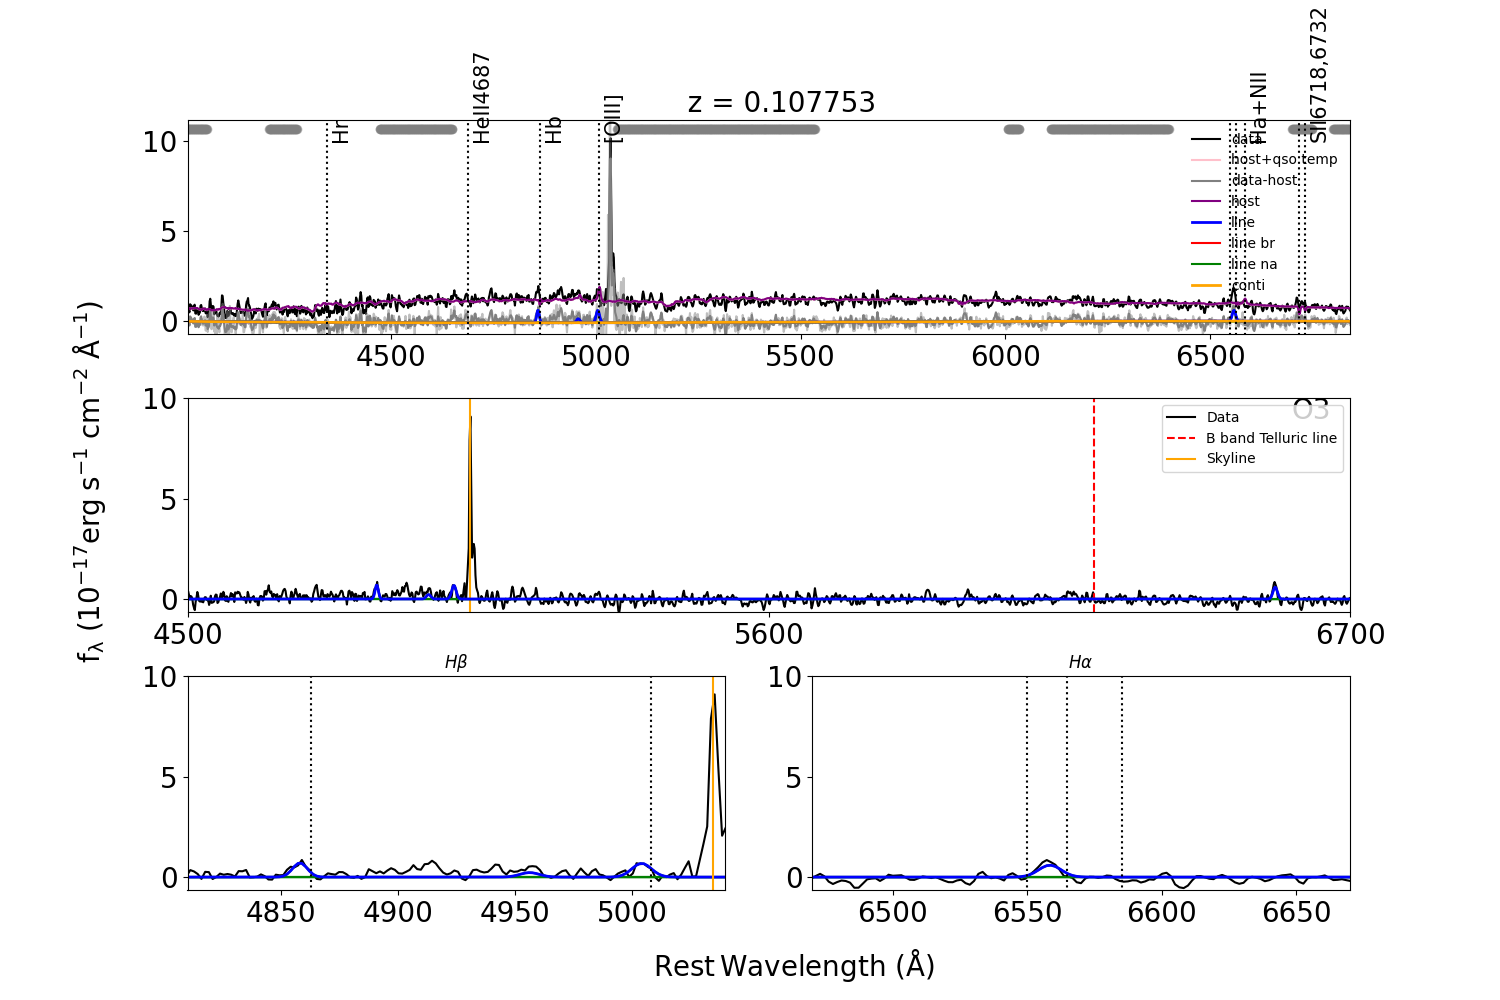 z = 0.107753
Hr
HeII4687
Hb
[OIII]
Ha+NII
SII6718,6732
data
host+qso temp
data-host
host
line
line br
line na
conti
10
5
0
4500
5000
5500
6000
6500
O3
Data
B band Telluric line
Skyline
10
5
0
4500
5600
6700
fλ (10⁻¹⁷erg s⁻¹ cm⁻² Å⁻¹)
Hβ
10
5
0
4850
4900
4950
5000
Hα
10
5
0
6500
6550
6600
6650
Rest Wavelength (Å)